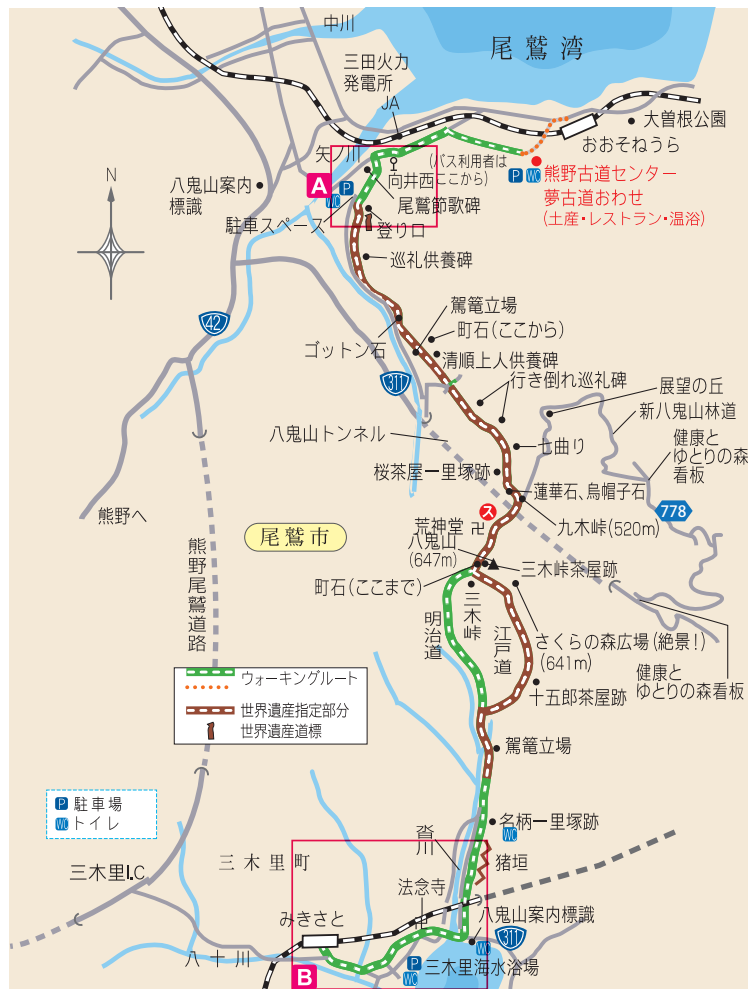 中川
尾鷲湾
三田火力
発電所
JA
大曽根公園
おおそねうら
矢ノ川
(バス利用者は
ここから)
向井西
P WC
熊野古道センター
夢古道おわせ
(土産・レストラン・温浴)
N
八鬼山案内
標識
A
P
WC
尾鷲節歌碑
駐車スペース
登り口
巡礼供養碑
42
駕籠立場
町石(ここから)
ゴットン石
清順上人供養碑
311
行き倒れ巡礼碑
展望の丘
新八鬼山林道
八鬼山トンネル
七曲り
健康と
ゆとりの森
看板
桜茶屋一里塚跡
蓮華石、烏帽子石
778
熊野へ
ス
九木峠(520m)
尾鷲市
荒神堂 卍
八鬼山
(647m)
三木峠茶屋跡
町石(ここまで)
熊野尾鷲道路
明治道
三木峠
江戸道
さくらの森広場(絶景!)
(641m)
健康と
ゆとりの森看板
十五郎茶屋跡
ウォーキングルート
世界遺産指定部分
世界遺産道標
駕籠立場
P 駐車場
WC トイレ
名柄一里塚跡
WC
沓川
猪垣
三木里町
三木里I.C
法念寺
卍
みきさと
八鬼山案内標識
311
WC
八十川
B
P
WC
三木里海水浴場